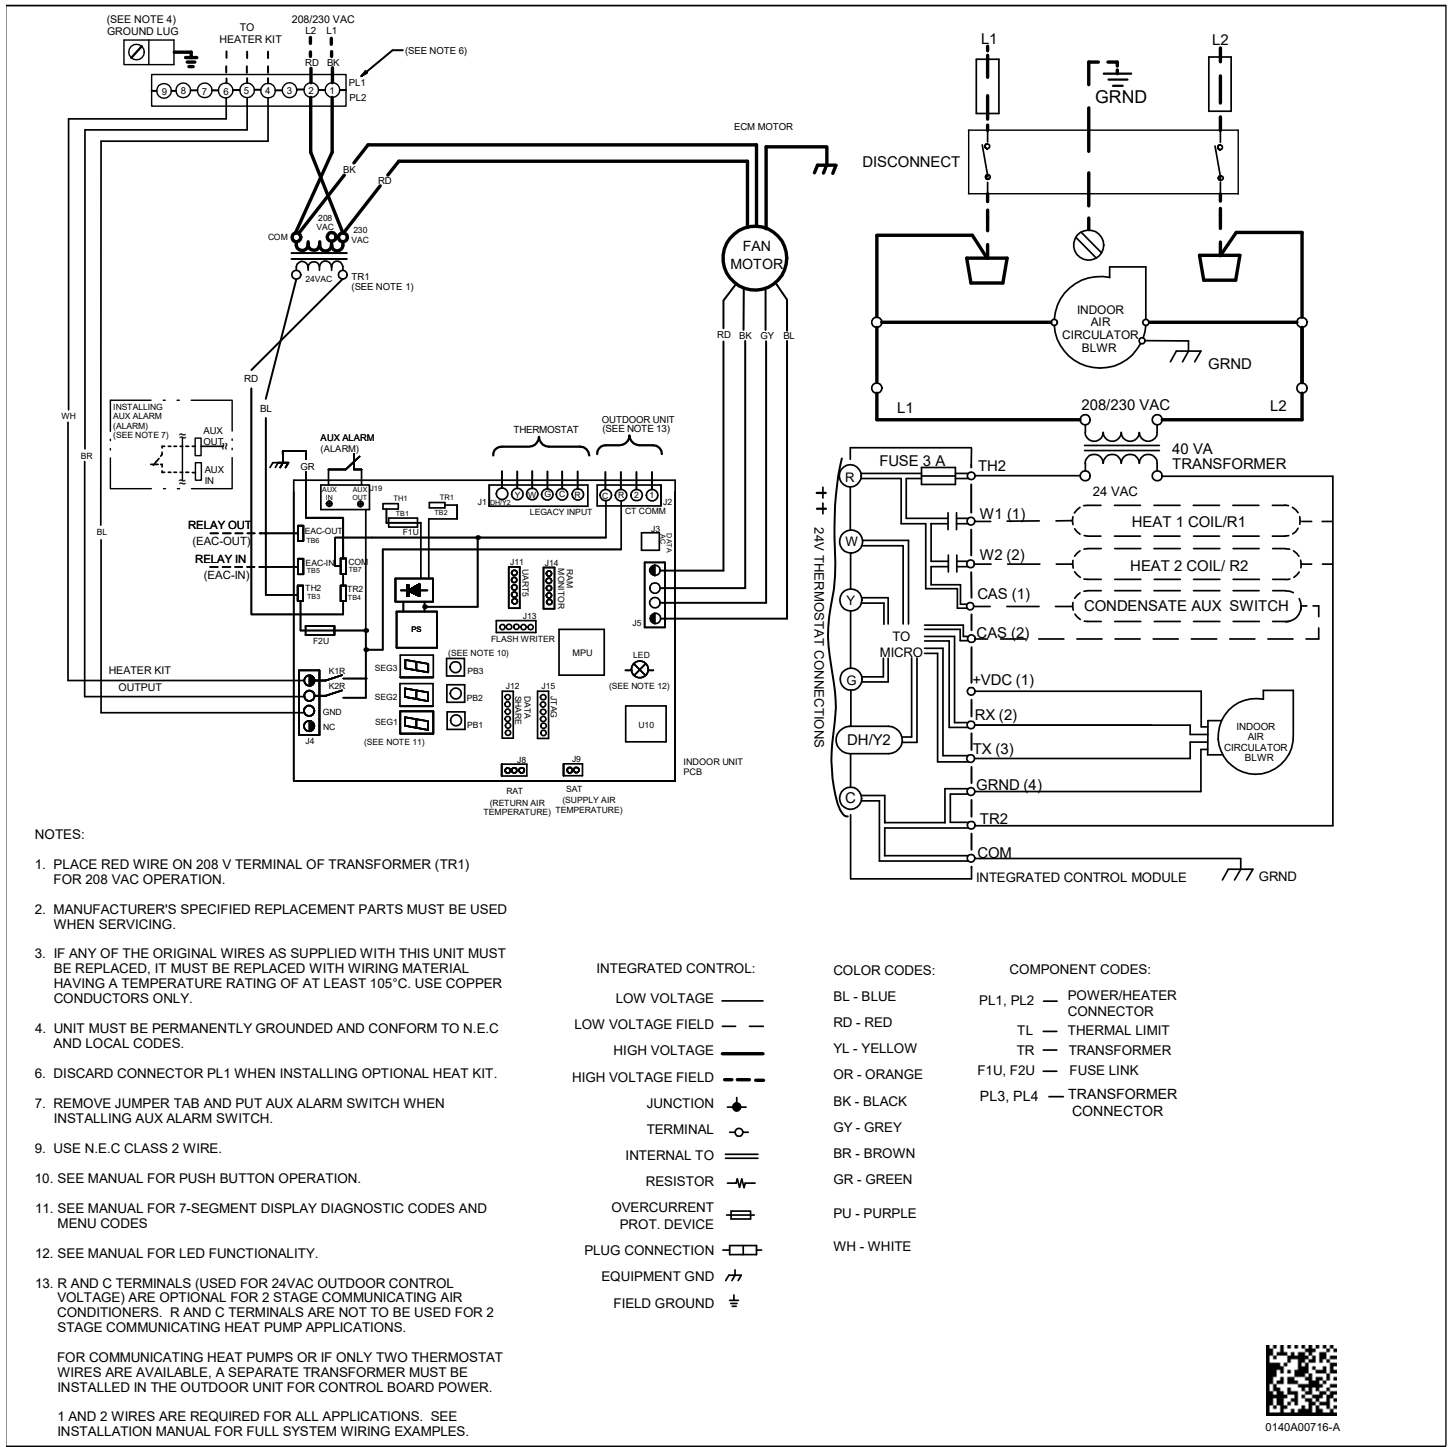 (SEE NOTE 4)
GROUND LUG
TO
HEATER KIT
208/230 VAC
L2 L1
RD BK
(SEE NOTE 6)
PL1
9 8 7 6 5 4 3 2 1
PL2
ECM MOTOR
BK
RD
COM
208
VAC
230
VAC
24VAC
TR1
(SEE NOTE 1)
FAN
MOTOR
RD BK GY BL
RD
BL
WH
BR
BL
INSTALLING
AUX ALARM
(ALARM)
(SEE NOTE 7)
AUX
OUT
AUX
IN
GR
AUX ALARM
(ALARM)
THERMOSTAT
OUTDOOR UNIT
(SEE NOTE 13)
AUX
IN
AUX
OUT
J19
TH1
TB1
F1U
TR1
TB2
J1
DH/Y2
Y W G C R
LEGACY INPUT
C R 2 1
J2
CT COMM
RELAY OUT
(EAC-OUT)
RELAY IN
(EAC-IN)
EAC-OUT
TB6
EAC-IN
TB5
COM
TB7
TH2
TB3
TR2
TB4
F2U
J3
DATA
AC
J11
UART5
J14
RAM
MONITOR
J13
FLASH WRITER
PS
J5
MPU
(SEE NOTE 10)
SEG3
PB3
SEG2
PB2
SEG1
PB1
(SEE NOTE 11)
LED
(SEE NOTE 12)
J12
DATA
SHARE
J15
JTAG
U10
HEATER KIT
OUTPUT
K1R
K2R
GND
NC
J4
J8
RAT
(RETURN AIR
TEMPERATURE)
J9
SAT
(SUPPLY AIR
TEMPERATURE)
INDOOR UNIT
PCB
L1
L2
GRND
DISCONNECT
INDOOR
AIR
CIRCULATOR
BLWR
GRND
L1
208/230 VAC
L2
40 VA
TRANSFORMER
24 VAC
24V THERMOSTAT CONNECTIONS
R
W
Y
G
DH/Y2
C
FUSE 3 A
TH2
W1 (1)
HEAT 1 COIL/R1
W2 (2)
HEAT 2 COIL/ R2
CAS (1)
CONDENSATE AUX SWITCH
CAS (2)
TO
MICRO
+VDC (1)
RX (2)
TX (3)
GRND (4)
TR2
COM
INDOOR
AIR
CIRCULATOR
BLWR
INTEGRATED CONTROL MODULE
GRND
NOTES:
1. PLACE RED WIRE ON 208 V TERMINAL OF TRANSFORMER (TR1)
FOR 208 VAC OPERATION.
2. MANUFACTURER'S SPECIFIED REPLACEMENT PARTS MUST BE USED
WHEN SERVICING.
3. IF ANY OF THE ORIGINAL WIRES AS SUPPLIED WITH THIS UNIT MUST
BE REPLACED, IT MUST BE REPLACED WITH WIRING MATERIAL
HAVING A TEMPERATURE RATING OF AT LEAST 105°C. USE COPPER
CONDUCTORS ONLY.
4. UNIT MUST BE PERMANENTLY GROUNDED AND CONFORM TO N.E.C
AND LOCAL CODES.
6. DISCARD CONNECTOR PL1 WHEN INSTALLING OPTIONAL HEAT KIT.
7. REMOVE JUMPER TAB AND PUT AUX ALARM SWITCH WHEN
INSTALLING AUX ALARM SWITCH.
9. USE N.E.C CLASS 2 WIRE.
10. SEE MANUAL FOR PUSH BUTTON OPERATION.
11. SEE MANUAL FOR 7-SEGMENT DISPLAY DIAGNOSTIC CODES AND
MENU CODES
12. SEE MANUAL FOR LED FUNCTIONALITY.
13. R AND C TERMINALS (USED FOR 24VAC OUTDOOR CONTROL
VOLTAGE) ARE OPTIONAL FOR 2 STAGE COMMUNICATING AIR
CONDITIONERS. R AND C TERMINALS ARE NOT TO BE USED FOR 2
STAGE COMMUNICATING HEAT PUMP APPLICATIONS.
FOR COMMUNICATING HEAT PUMPS OR IF ONLY TWO THERMOSTAT
WIRES ARE AVAILABLE, A SEPARATE TRANSFORMER MUST BE
INSTALLED IN THE OUTDOOR UNIT FOR CONTROL BOARD POWER.
1 AND 2 WIRES ARE REQUIRED FOR ALL APPLICATIONS. SEE
INSTALLATION MANUAL FOR FULL SYSTEM WIRING EXAMPLES.
INTEGRATED CONTROL:
LOW VOLTAGE
LOW VOLTAGE FIELD
HIGH VOLTAGE
HIGH VOLTAGE FIELD
JUNCTION
TERMINAL
INTERNAL TO
RESISTOR
OVERCURRENT
PROT. DEVICE
PLUG CONNECTION
EQUIPMENT GND
FIELD GROUND
COLOR CODES:
BL - BLUE
RD - RED
YL - YELLOW
OR - ORANGE
BK - BLACK
GY - GREY
BR - BROWN
GR - GREEN
PU - PURPLE
WH - WHITE
COMPONENT CODES:
PL1, PL2 — POWER/HEATER
CONNECTOR
TL — THERMAL LIMIT
TR — TRANSFORMER
F1U, F2U — FUSE LINK
PL3, PL4 — TRANSFORMER
CONNECTOR
0140A00716-A